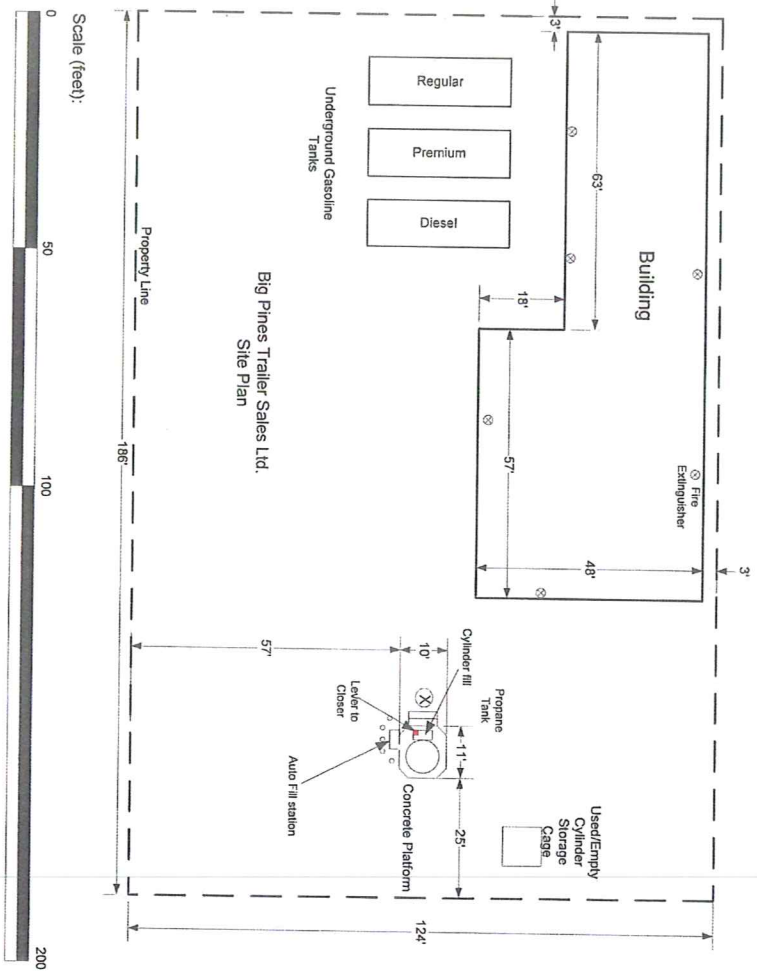 3'
Regular
Premium
Diesel
Underground Gasoline
Tanks
63'
Building
18'
57'
48'
3'
Fire
Extinguisher
Big Pines Trailer Sales Ltd.
Site Plan
Property Line
186'
124'
57'
10'
11'
25'
Cylinder fill
Propane
Tank
X
Lever to
Closer
Auto Fill station
Concrete Platform
Used/Empty
Cylinder
Storage
Cage
Scale (feet):
0
50
100
200